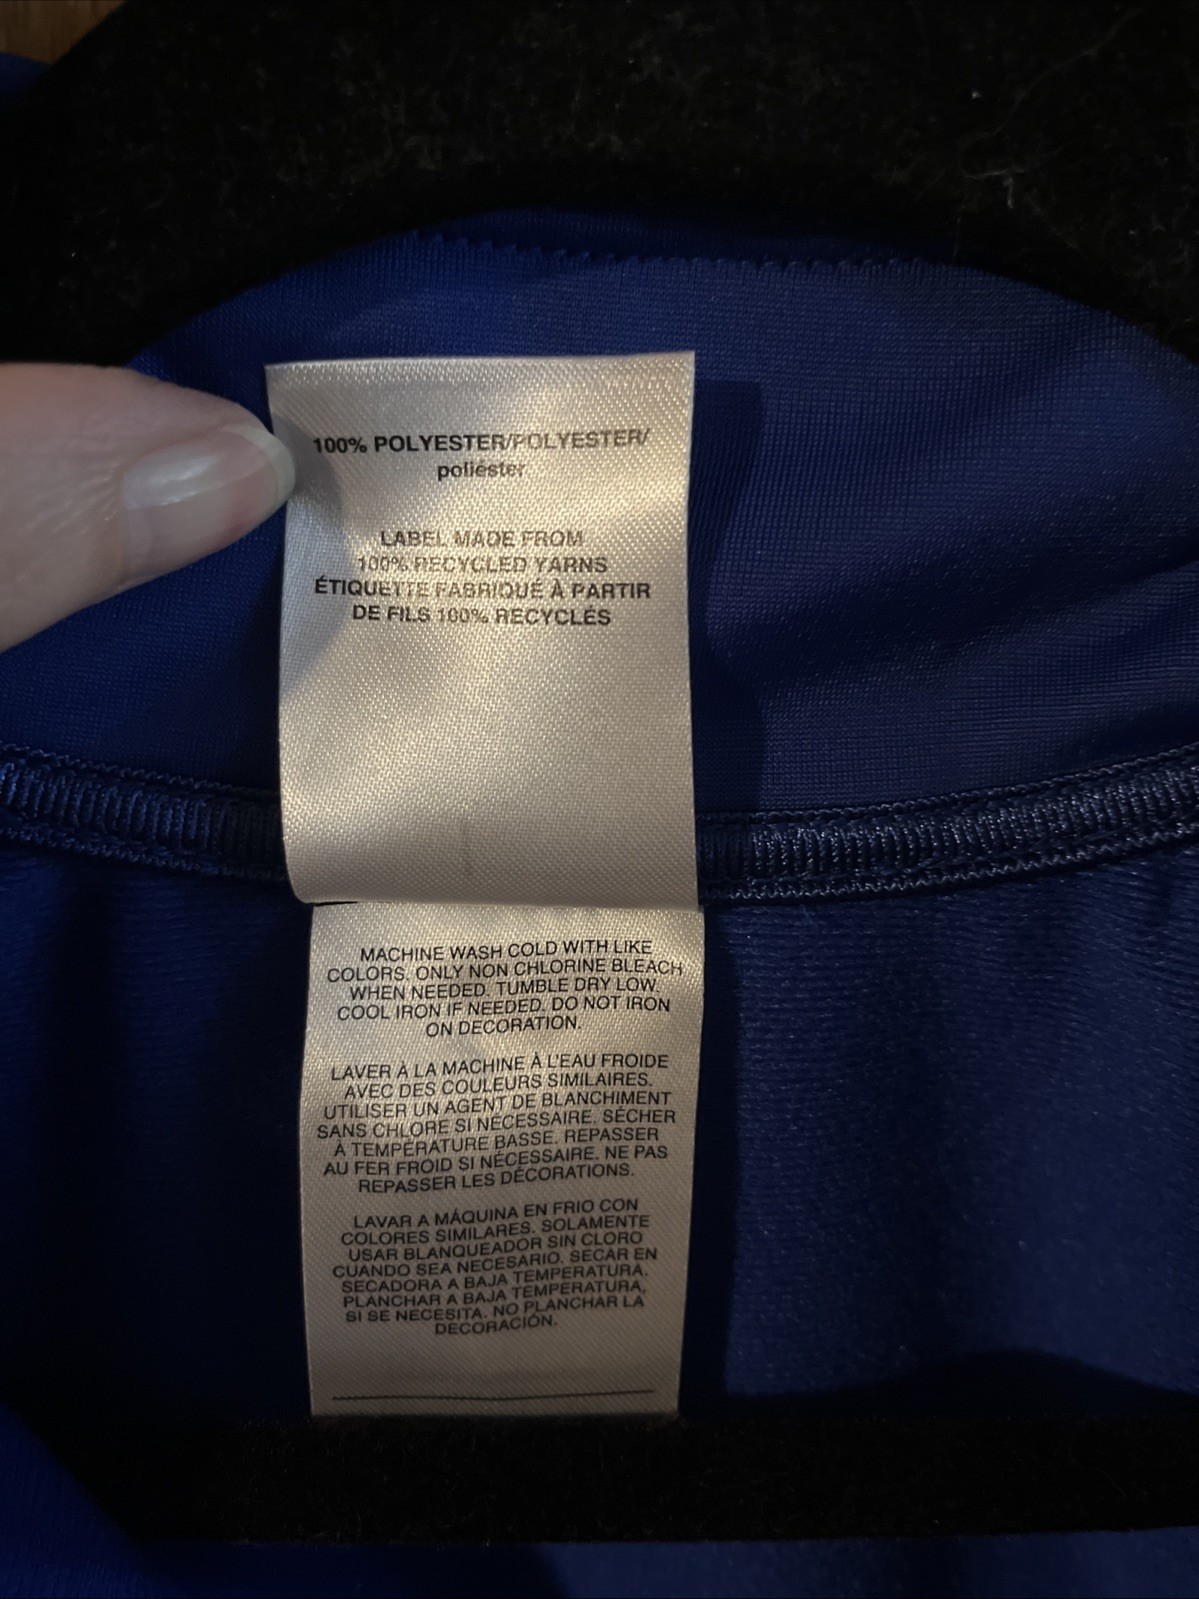 100% POLYESTER/POLYESTER/
poliéster
LABEL MADE FROM
100% RECYCLED YARNS
ÉTIQUETTE FABRIQUÉ À PARTIR
DE FILS 100% RECYCLÉS
MACHINE WASH COLD WITH LIKE
COLORS. ONLY NON CHLORINE BLEACH
WHEN NEEDED. TUMBLE DRY LOW.
COOL IRON IF NEEDED. DO NOT IRON
ON DECORATION.
LAVER À LA MACHINE À L'EAU FROIDE
AVEC DES COULEURS SIMILAIRES.
UTILISER UN AGENT DE BLANCHIMENT
SANS CHLORE SI NÉCESSAIRE. SÉCHER
À TEMPÉRATURE BASSE. REPASSER
AU FER FROID SI NÉCESSAIRE. NE PAS
REPASSER LES DÉCORATIONS.
LAVAR A MÁQUINA EN FRIO CON
COLORES SIMILARES. SOLAMENTE
USAR BLANQUEADOR SIN CLORO
CUANDO SEA NECESARIO. SECAR EN
SECADORA A BAJA TEMPERATURA.
PLANCHAR A BAJA TEMPERATURA,
SI SE NECESITA. NO PLANCHAR LA
DECORACIÓN.